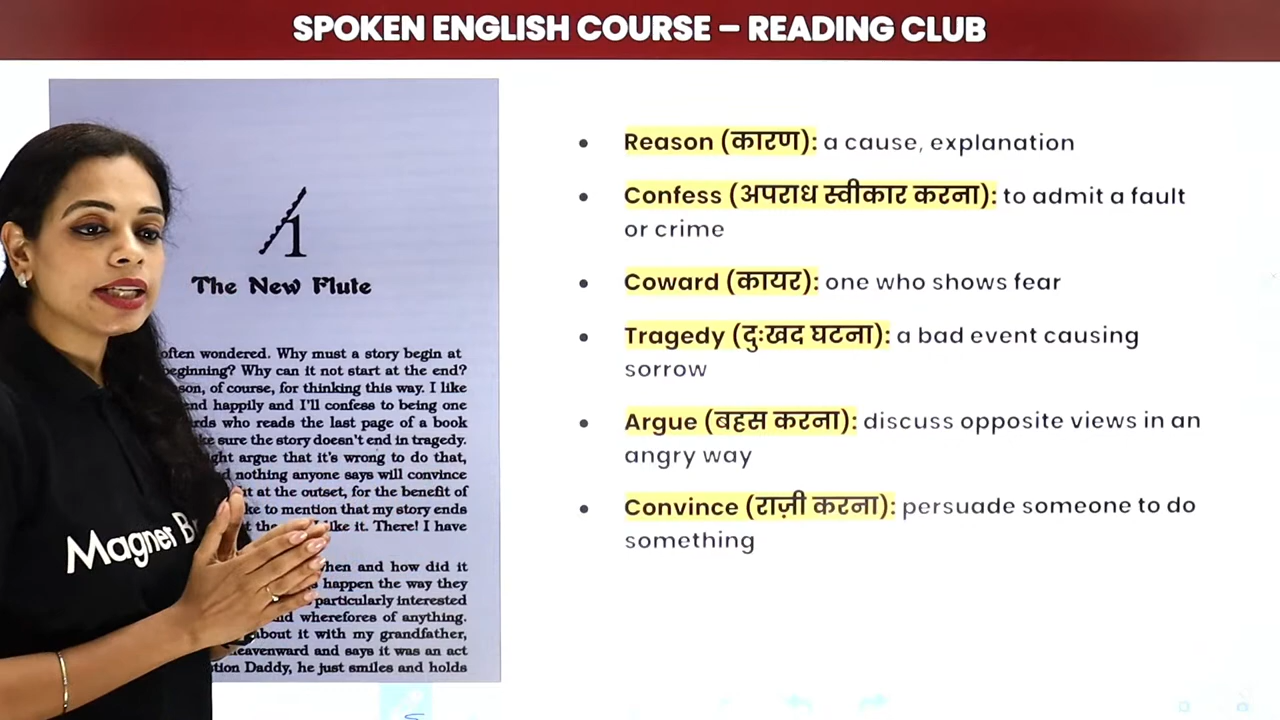 SPOKEN ENGLISH COURSE – READING CLUB
1
The New Flute
often wondered. Why must a story begin at
beginning? Why can it not start at the end?
of course, for thinking this way. I like
end happily and I'll confess to being one
who reads the last page of a book
sure the story doesn't end in tragedy.
argue that it's wrong to do that,
nothing anyone says will convince
at the outset, for the benefit of
to mention that my story ends
like it. There! I have
when and how did it
happen the way they
particularly interested
and wherefores of anything.
about it with my grandfather,
heavenward and says it was an act
Daddy, he just smiles and holds
• Reason (कारण): a cause, explanation
• Confess (अपराध स्वीकार करना): to admit a fault
or crime
• Coward (कायर): one who shows fear
• Tragedy (दुःखद घटना): a bad event causing
sorrow
• Argue (बहस करना): discuss opposite views in an
angry way
• Convince (राज़ी करना): persuade someone to do
something
Magnet